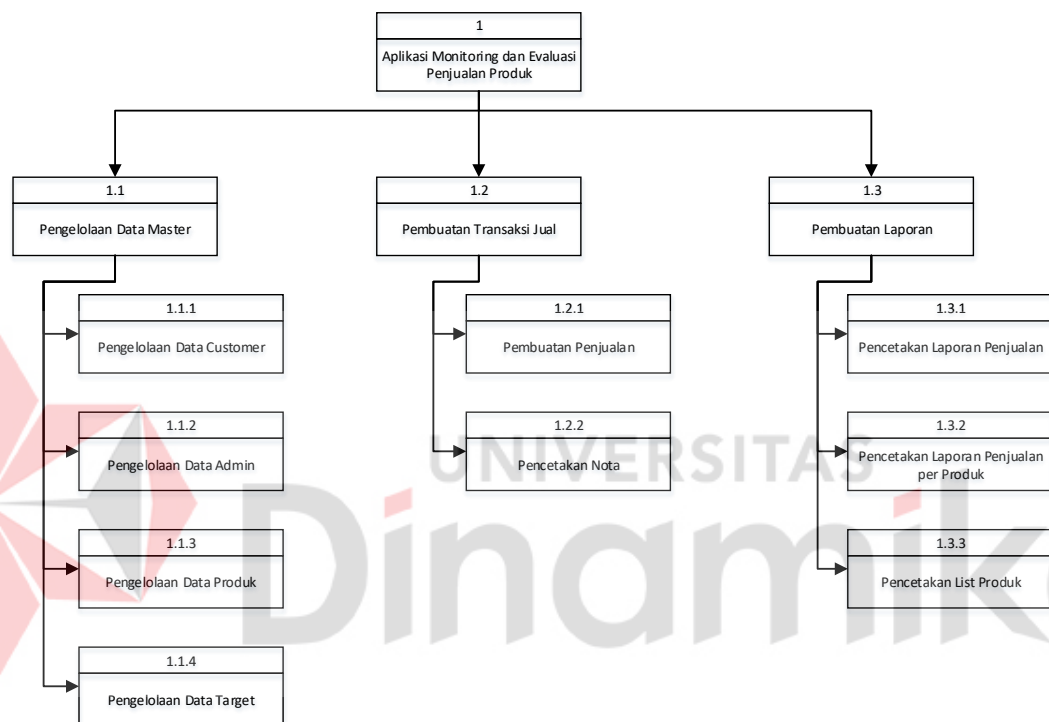 1
Aplikasi Monitoring dan Evaluasi
Penjualan Produk
1.1
Pengelolaan Data Master
1.2
Pembuatan Transaksi Jual
1.3
Pembuatan Laporan
1.1.1
Pengelolaan Data Customer
1.2.1
Pembuatan Penjualan
1.3.1
Pencetakan Laporan Penjualan
1.1.2
Pengelolaan Data Admin
1.2.2
Pencetakan Nota
1.3.2
Pencetakan Laporan Penjualan
per Produk
UNIVERSITAS
Dinamika
1.1.3
Pengelolaan Data Produk
1.3.3
Pencetakan List Produk
1.1.4
Pengelolaan Data Target